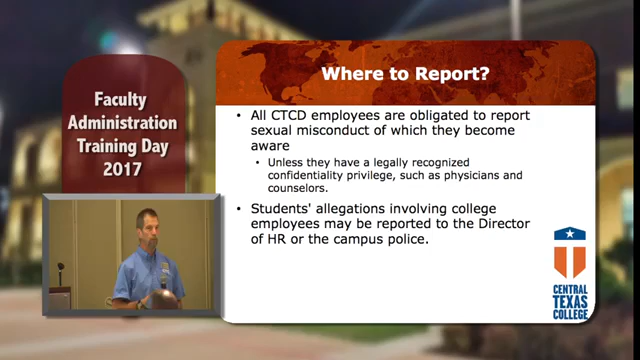 Faculty
Administration
Training Day
2017
Where to Report?
• All CTCD employees are obligated to report
sexual misconduct of which they become
aware
• Unless they have a legally recognized
confidentiality privilege, such as physicians and
counselors.
• Students' allegations involving college
employees may be reported to the Director
of HR or the campus police.
CENTRAL
TEXAS
COLLEGE